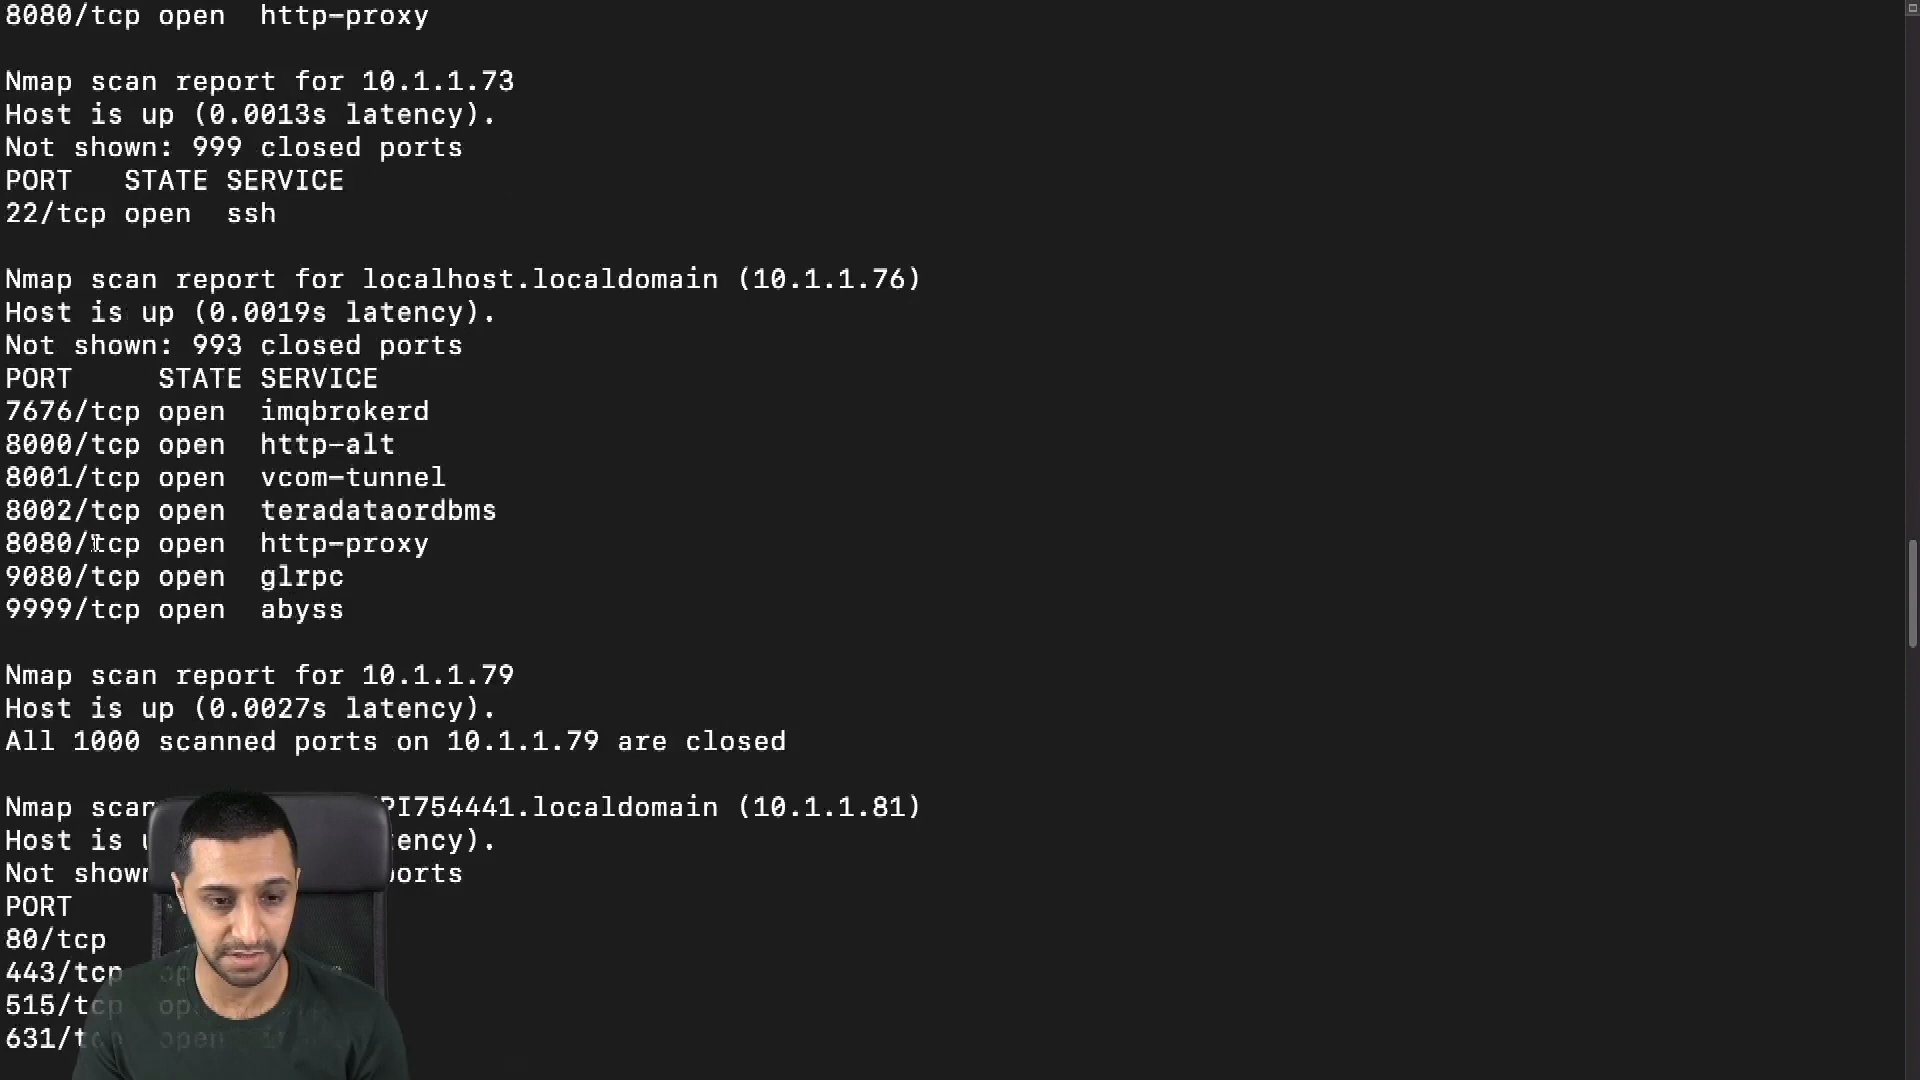 8080/tcp open  http-proxy
Nmap scan report for 10.1.1.73
Host is up (0.0013s latency).
Not shown: 999 closed ports
PORT   STATE SERVICE
22/tcp open  ssh
Nmap scan report for localhost.localdomain (10.1.1.76)
Host is up (0.0019s latency).
Not shown: 993 closed ports
PORT     STATE SERVICE
7676/tcp open  imqbrokerd
8000/tcp open  http-alt
8001/tcp open  vcom-tunnel
8002/tcp open  teradataordbms
8080/tcp open  http-proxy
9080/tcp open  glrpc
9999/tcp open  abyss
Nmap scan report for 10.1.1.79
Host is up (0.0027s latency).
All 1000 scanned ports on 10.1.1.79 are closed
Nmap scan PI754441.localdomain (10.1.1.81)
Host is
Not shown ports
PORT
80/tcp
443/tcp
515/tcp
631/tcp open